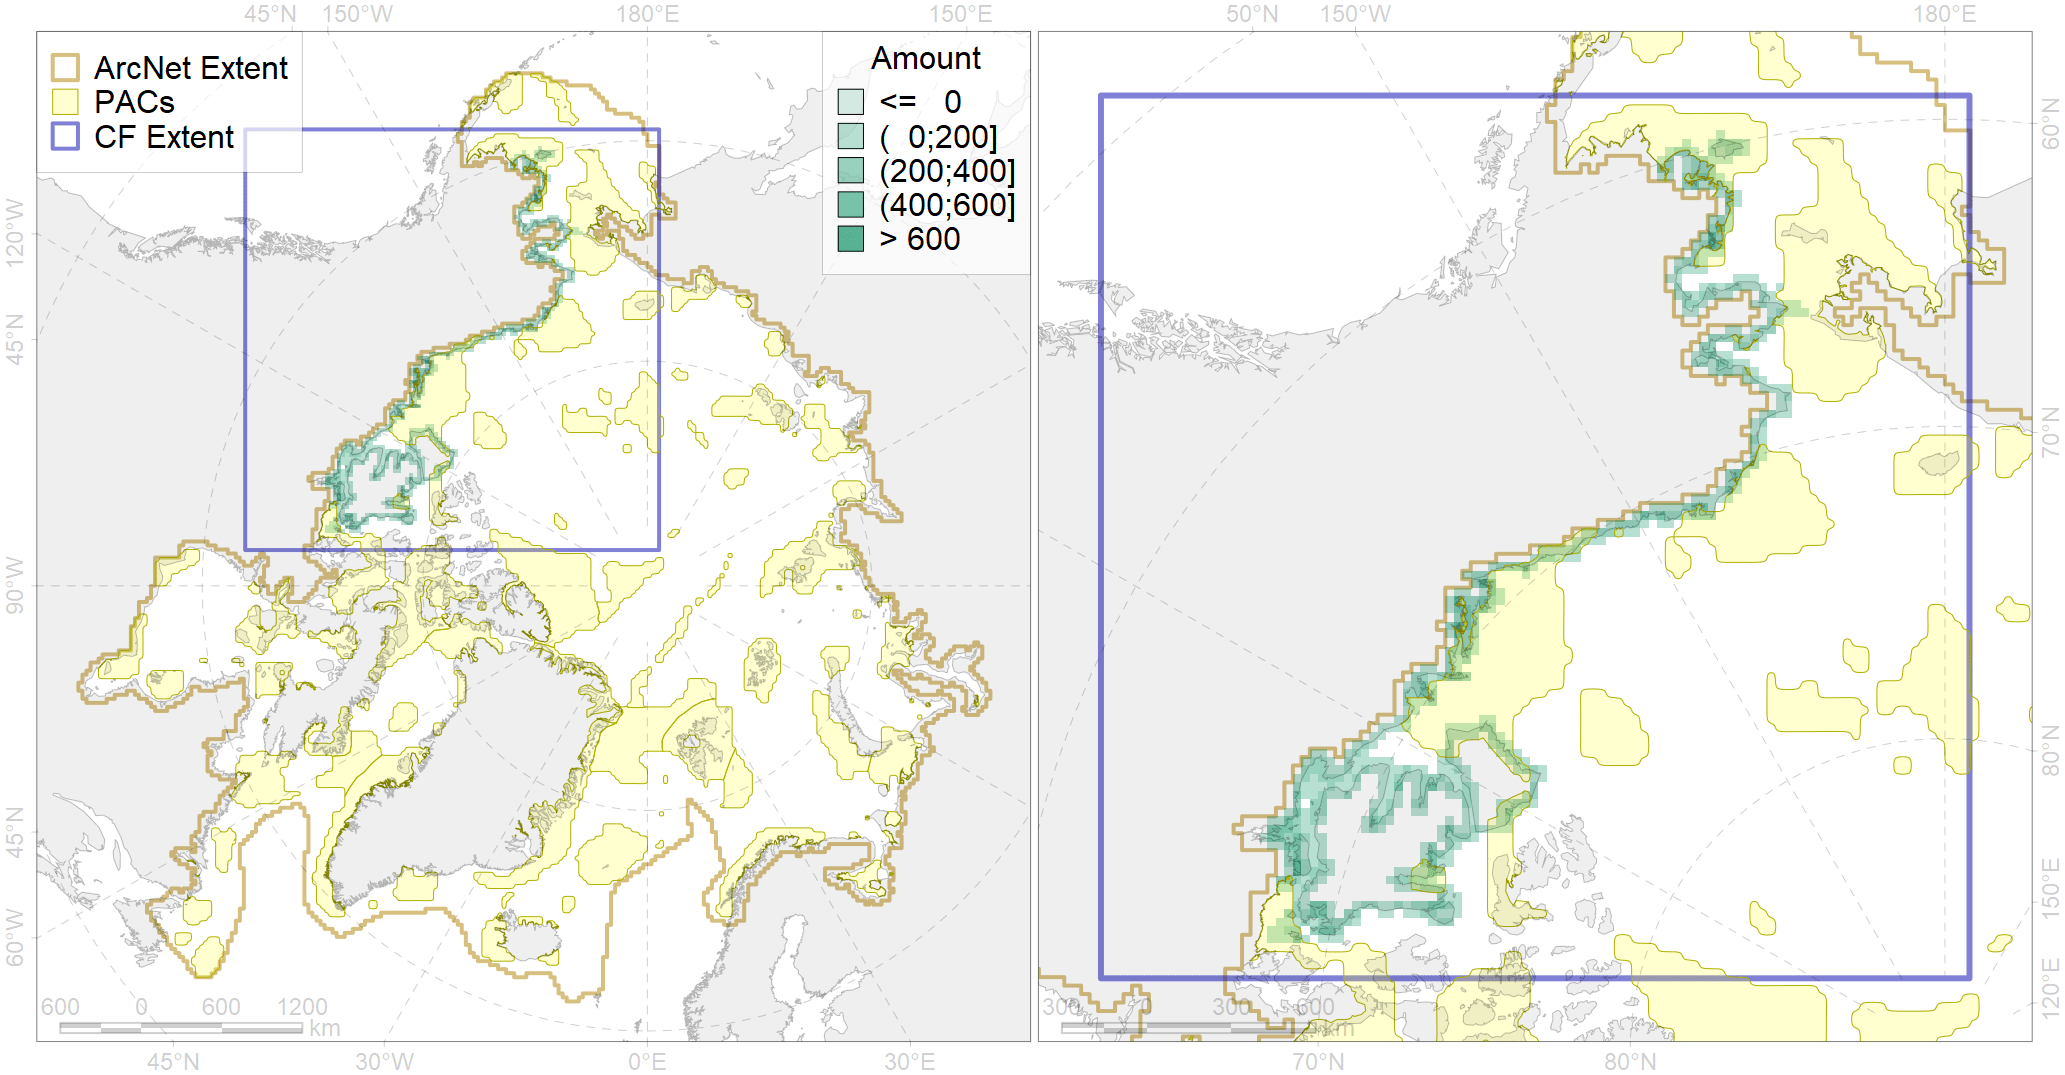 45°N 150°W 180°E 150°E
50°N 150°W 180°E
ArcNet Extent
PACs
CF Extent
Amount
<= 0
( 0;200]
(200;400]
(400;600]
> 600
120°W
45°N
90°W
45°N
60°W
60°N
70°N
80°N
150°E
120°E
600 0 600 1200
km
300 0 300 600
km
45°N 30°W 0°E 30°E
70°N 80°N